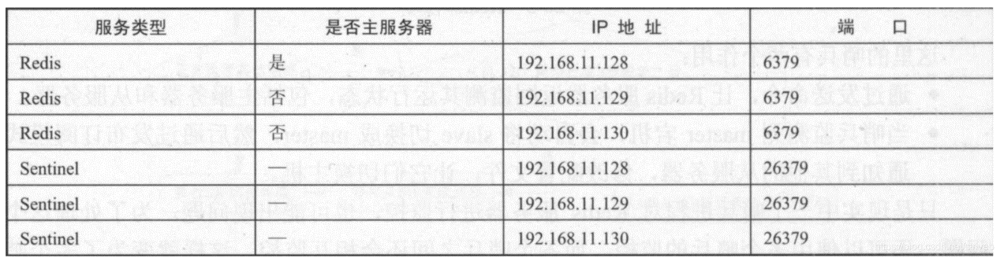 服务类型 是否主服务器 IP 地 址 端 口
Redis 是 192.168.11.128 6379
Redis 否 192.168.11.129 6379
Redis 否 192.168.11.130 6379
Sentinel — 192.168.11.128 26379
Sentinel — 192.168.11.129 26379
Sentinel — 192.168.11.130 26379